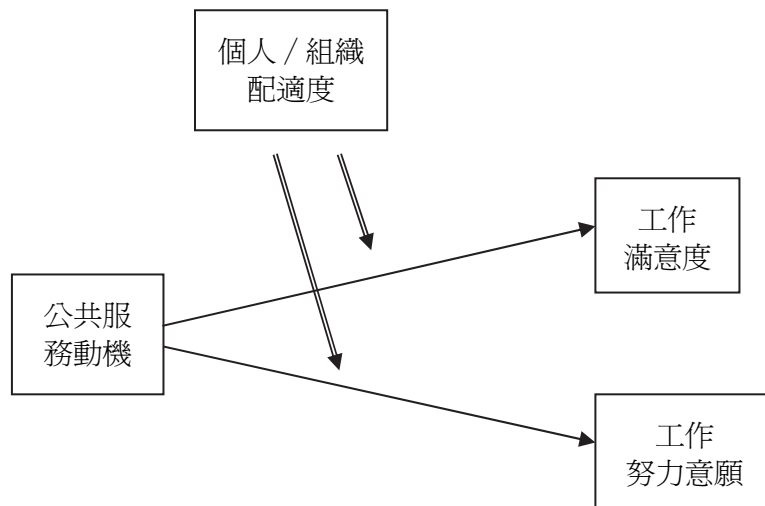 個人／組織
配適度
工作
滿意度
公共服
務動機
工作
努力意願